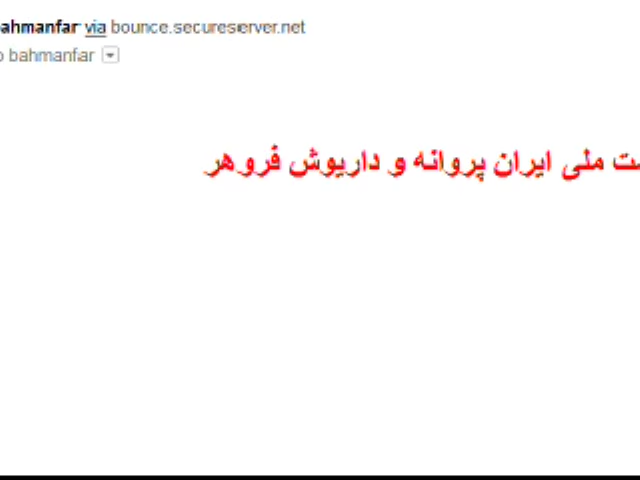 ahmanfar via bounce.secureserver.net
o bahmanfar
ت ملی ایران پروانه و داریوش فروهر